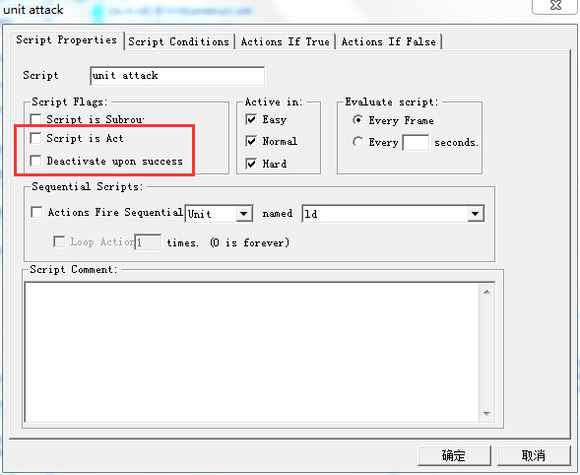 unit attack
Script Properties Script Conditions Actions If True Actions If False
Script unit attack
Script Flags: Active in: Evaluate script:
Script is Subrou Easy Every Frame
Script is Act Normal Every seconds.
Deactivate upon success Hard
Sequential Scripts:
Actions Fire Sequential Unit named ld
Loop Action 1 times. (0 is forever)
Script Comment:
确定 取消